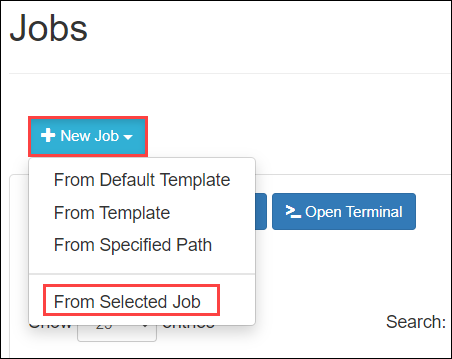 Jobs
New Job
From Default Template
From Template
Open Terminal
From Specified Path
From Selected Job
Show 25 entries
Search: